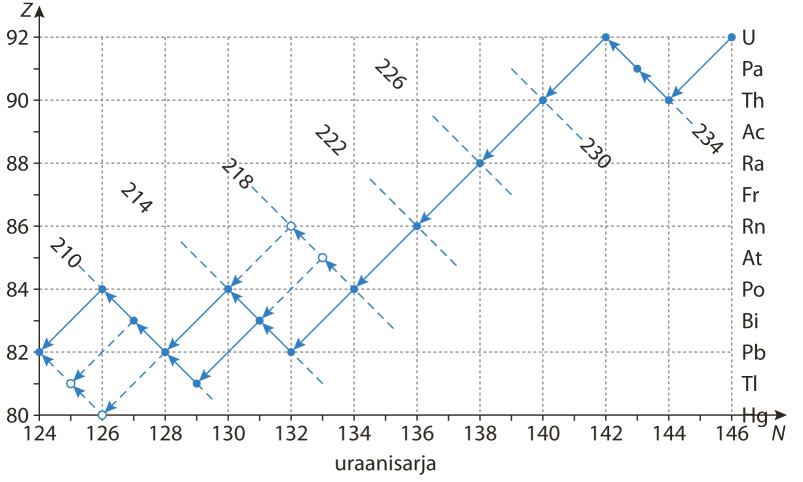 Z
92
90
88
86
84
82
80
U
Pa
Th
Ac
Ra
Fr
Rn
At
Po
Bi
Pb
Tl
Hg
226
222
218
214
210
230
234
124 126 128 130 132 134 136 138 140 142 144 146 N
uraanisarja